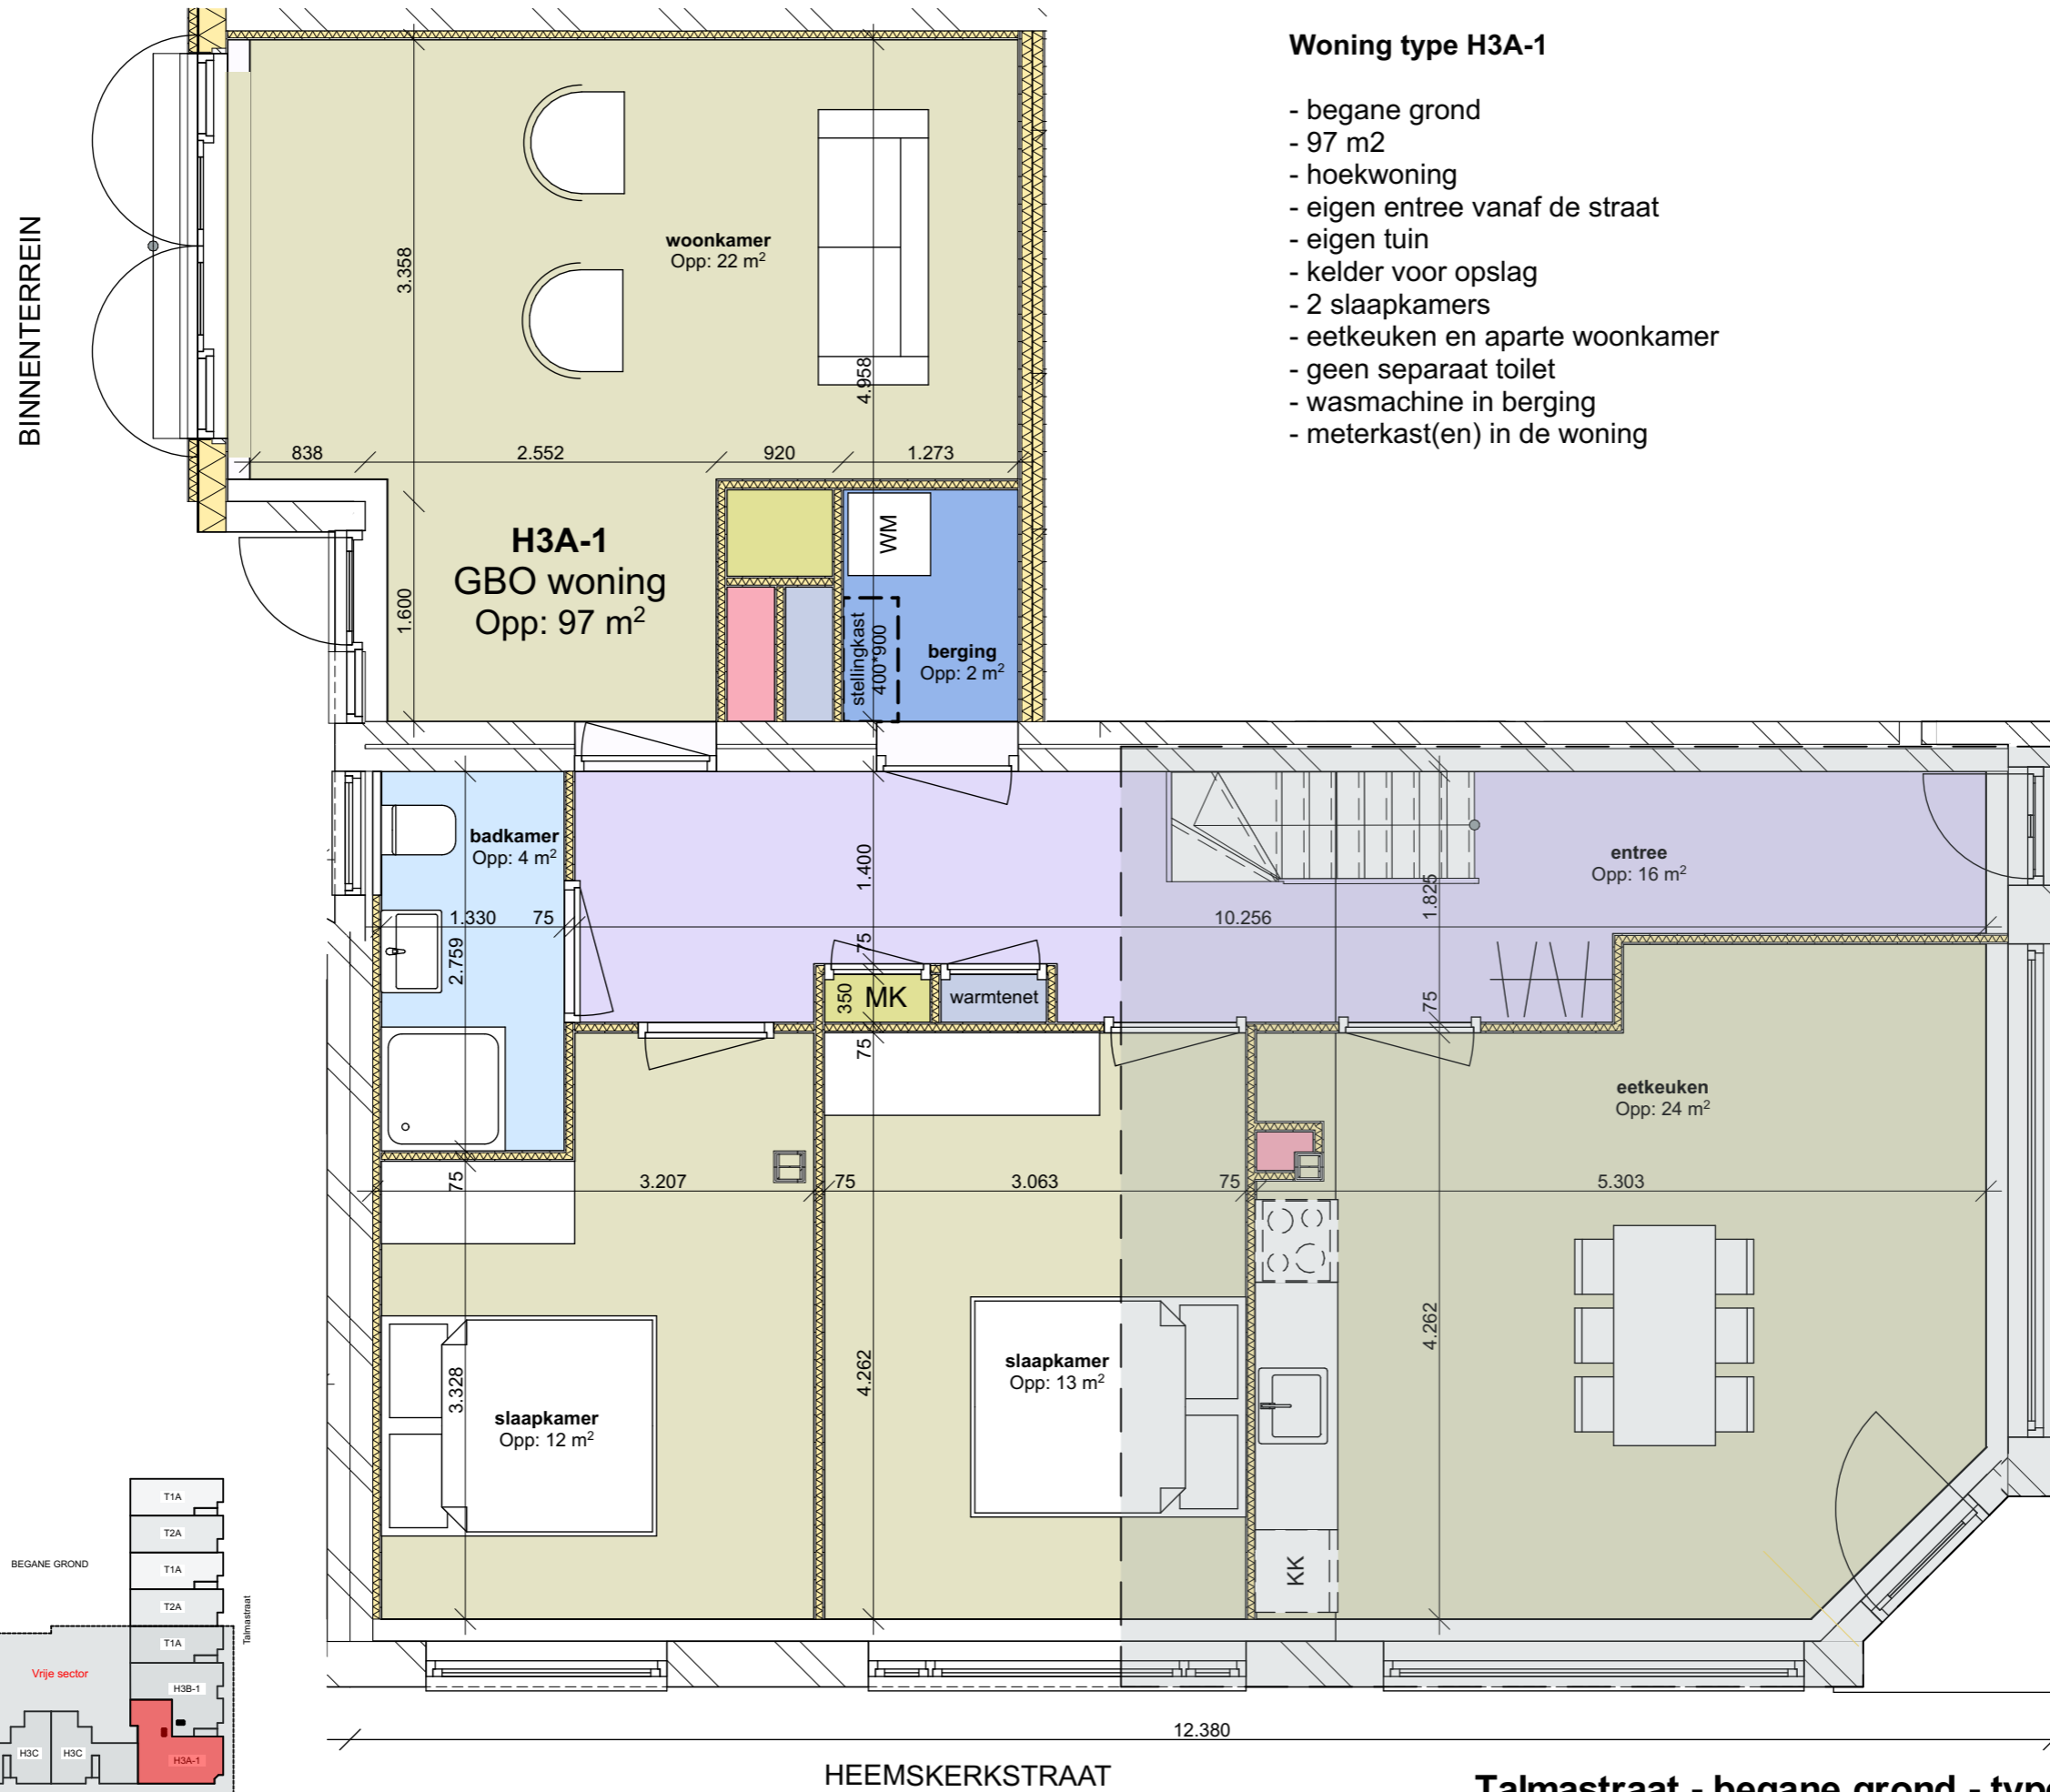 Woning type H3A-1
- begane grond
- 97 m2
- hoekwoning
- eigen entree vanaf de straat
- eigen tuin
- kelder voor opslag
- 2 slaapkamers
- eetkeuken en aparte woonkamer
- geen separaat toilet
- wasmachine in berging
- meterkast(en) in de woning
BINNENTERREIN
woonkamer
Opp: 22 m²
3.358
4.958
838
2.552
920
1.273
H3A-1
GBO woning
Opp: 97 m²
1.600
WM
stellingkast
400*900
berging
Opp: 2 m²
badkamer
Opp: 4 m²
1.400
1.825
entree
Opp: 16 m²
1.330
75
10.256
2.759
75
350
MK
warmtenet
75
75
eetkeuken
Opp: 24 m²
75
3.207
75
3.063
75
5.303
3.328
4.262
4.262
slaapkamer
Opp: 12 m²
slaapkamer
Opp: 13 m²
KK
12.380
HEEMSKERKSTRAAT
BEGANE GROND
T1A
T2A
T1A
T2A
T1A
Talmastraat
Vrije sector
H3B-1
H3C
H3C
H3A-1
Talmastraat - begane grond - type